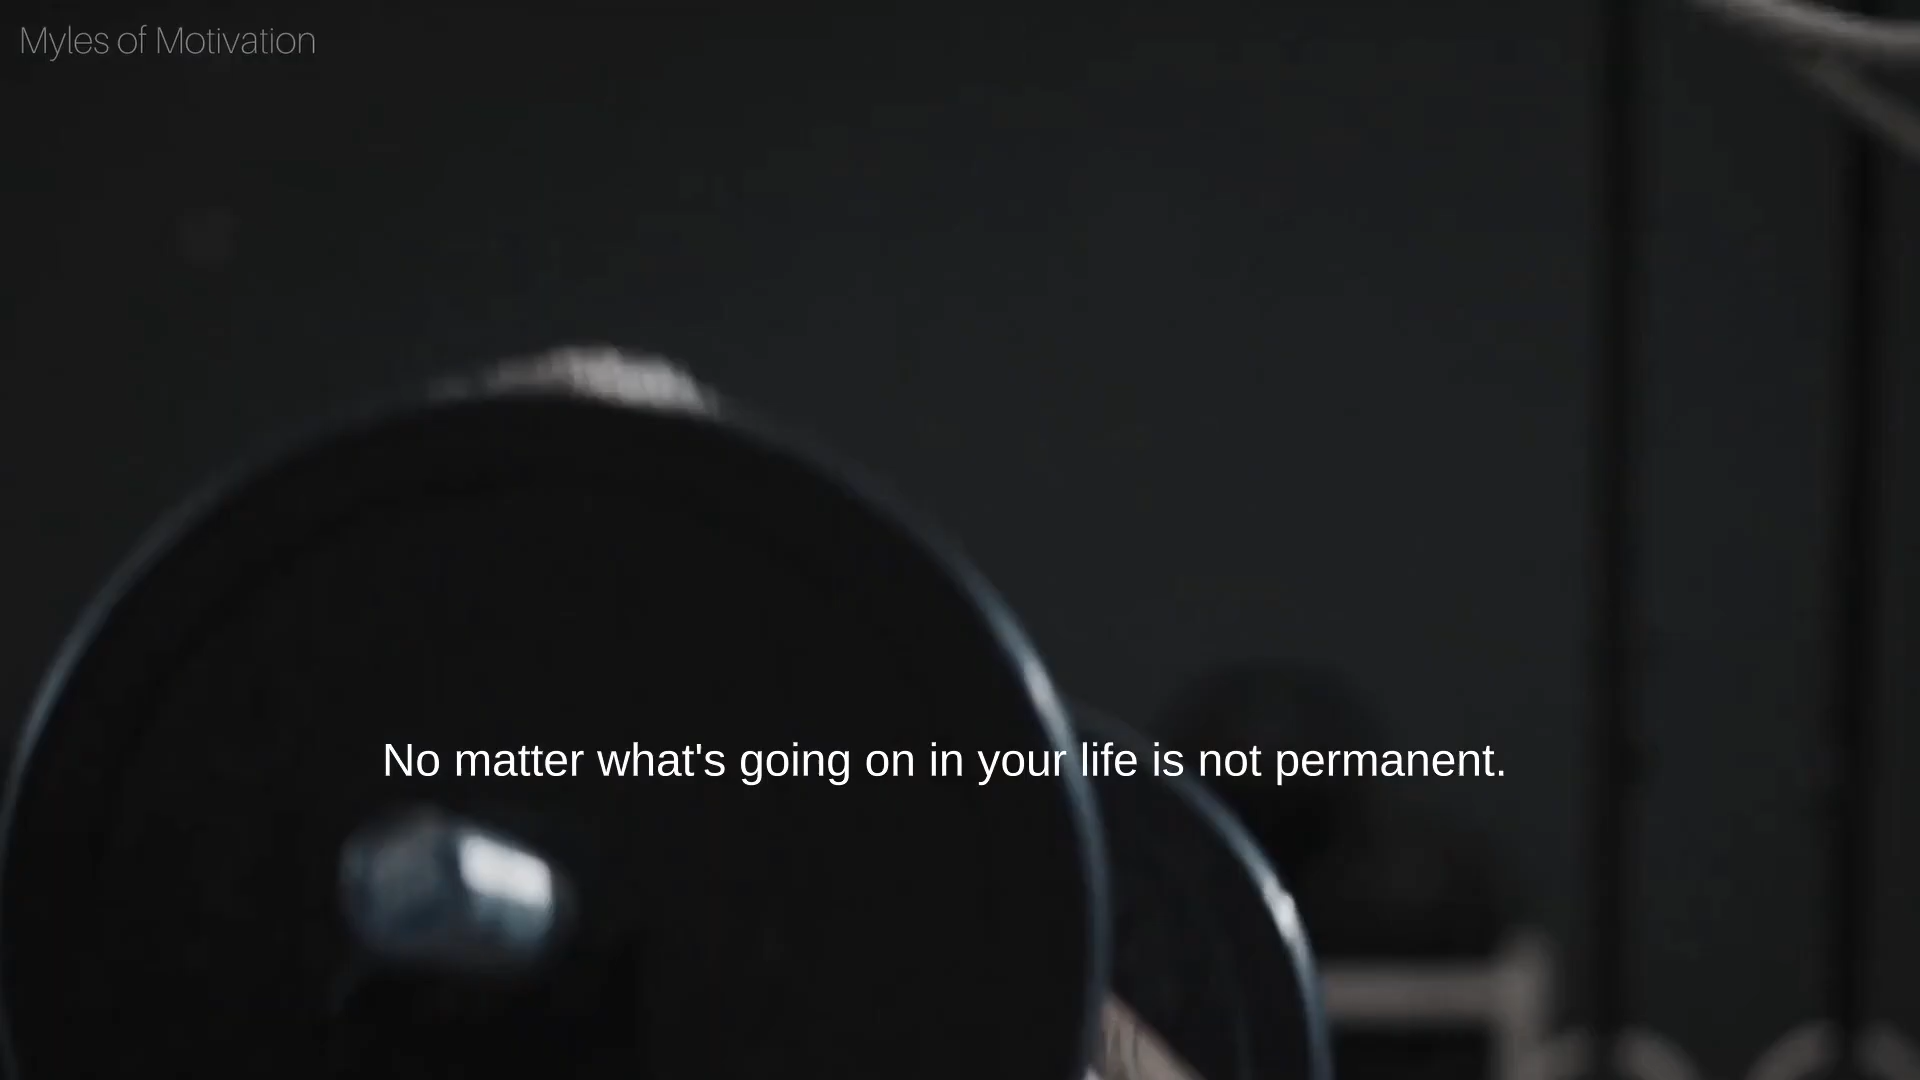 Myles of Motivation
No matter what's going on in your life is not permanent.